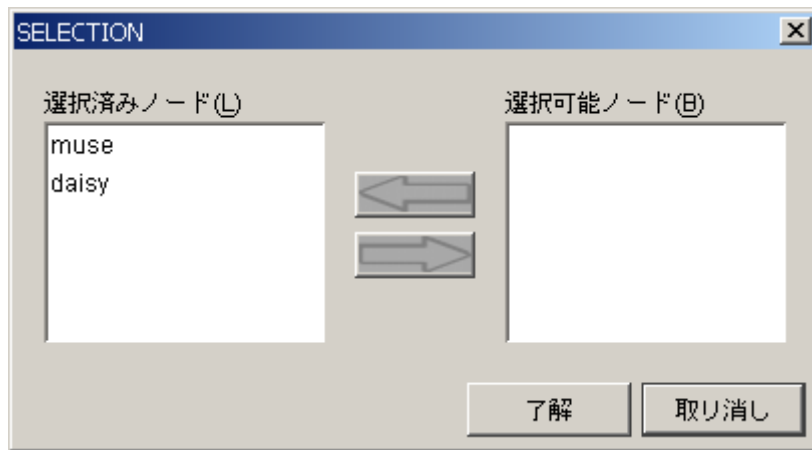 SELECTION
選択済みノード(L)
選択可能ノード(B)
muse
daisy
了解
取り消し